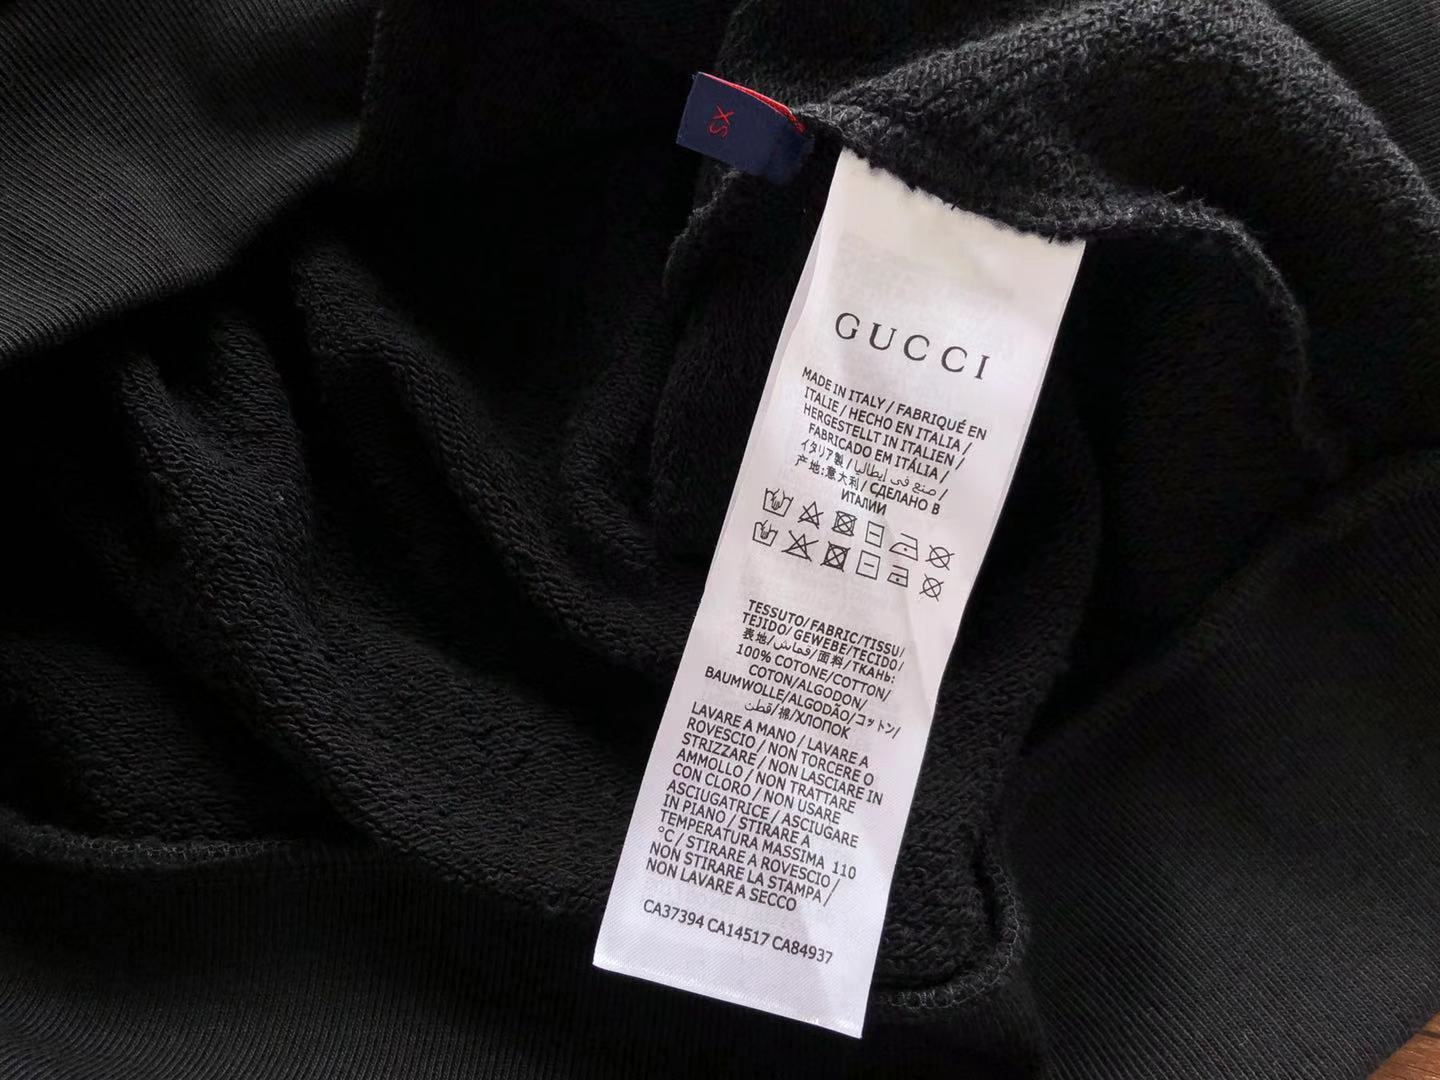 XS
GUCCI
MADE IN ITALY / FABRIQUÉ EN
ITALIE / HECHO EN ITALIA /
HERGESTELLT IN ITALIEN /
FABRICADO EM ITÁLIA /
イタリア製 / صنع في إيطاليا /
产地:意大利 / СДЕЛАНО В
ИТАЛИИ
TESSUTO/FABRIC/TISSU/
TEJIDO/GEWEBE/TECIDO/
表地/قماش/面料/ТКАНЬ:
100% COTONE/COTTON/
COTON/ALGODON/
BAUMWOLLE/ALGODÃO/コットン/
قطن/棉/ХЛОПОК
LAVARE A MANO / LAVARE A
ROVESCIO / NON TORCERE O
STRIZZARE / NON LASCIARE IN
AMMOLLO / NON TRATTARE
CON CLORO / NON USARE
ASCIUGATRICE / ASCIUGARE
IN PIANO / STIRARE A
TEMPERATURA MASSIMA 110
°C / STIRARE A ROVESCIO /
NON STIRARE LA STAMPA /
NON LAVARE A SECCO
CA37394 CA14517 CA84937